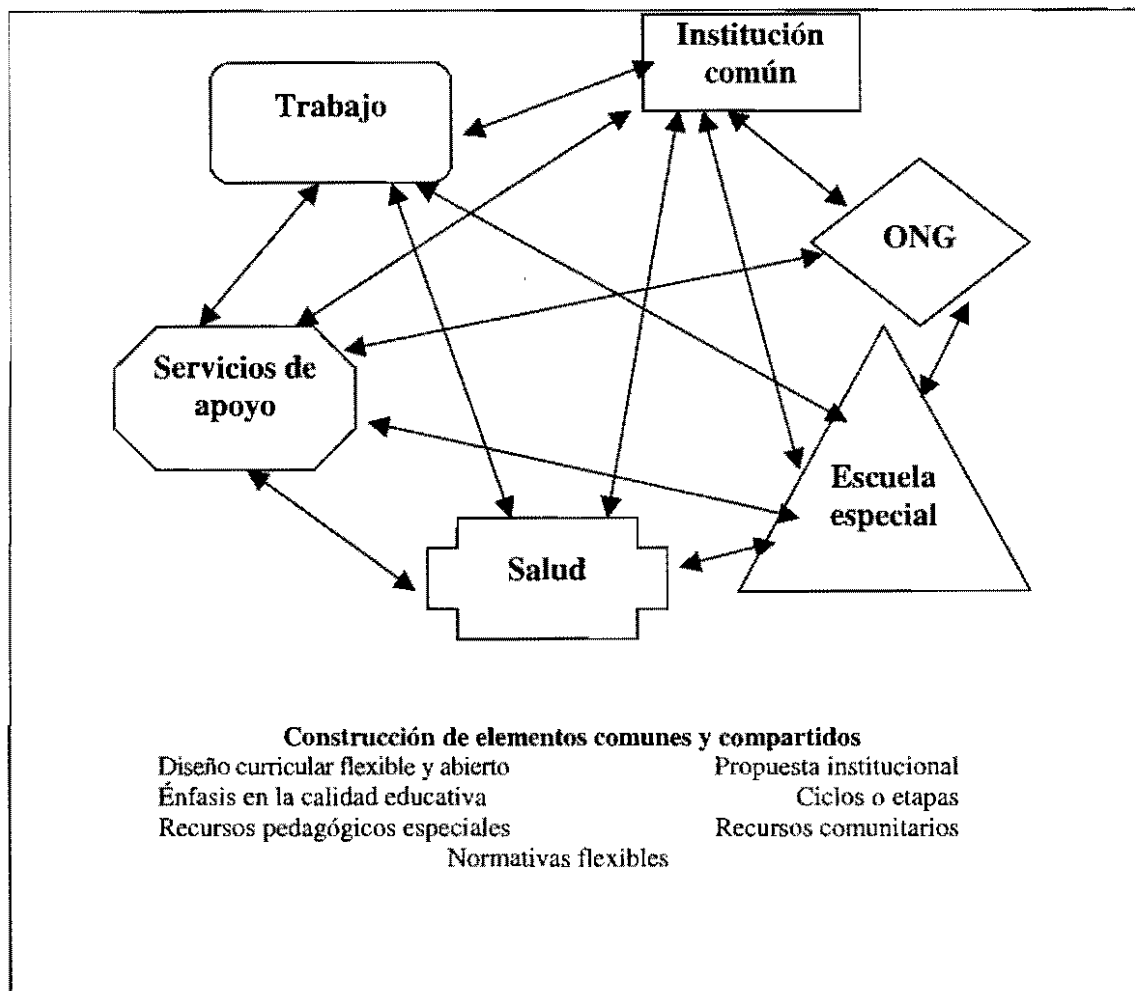 Institución
común
Trabajo
ONG
Servicios de
apoyo
Escuela
especial
Salud
Construcción de elementos comunes y compartidos
Diseño curricular flexible y abierto Propuesta institucional
Énfasis en la calidad educativa Ciclos o etapas
Recursos pedagógicos especiales Recursos comunitarios
Normativas flexibles